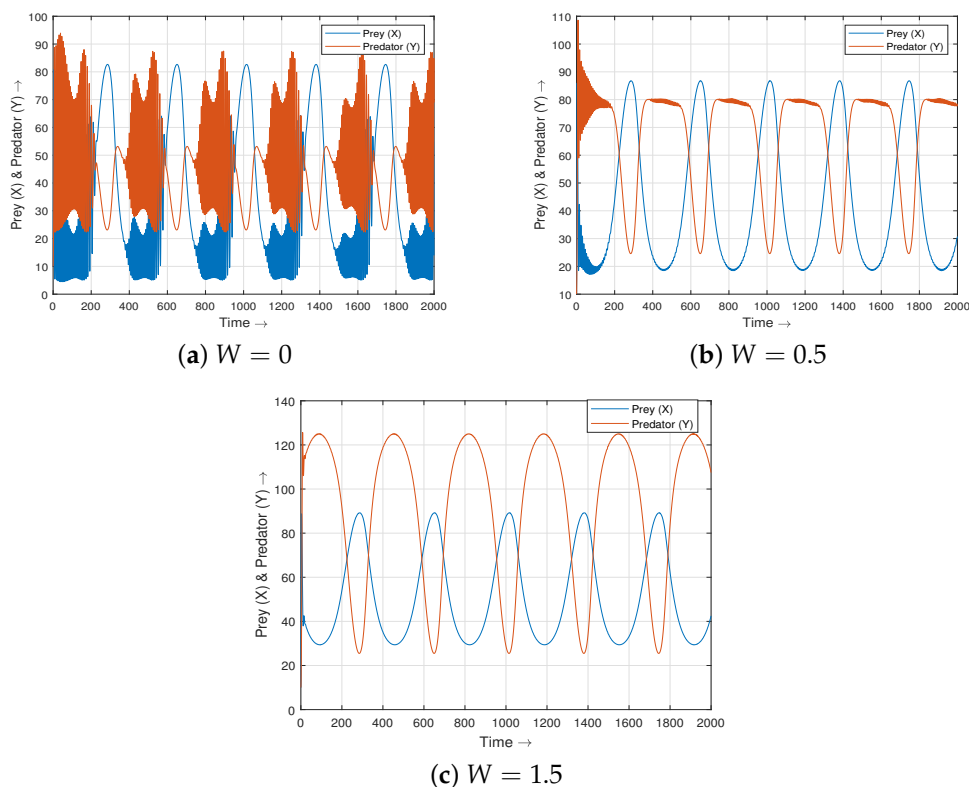 100
90
80
70
60
50
40
30
20
10
0
0 200 400 600 800 1000 1200 1400 1600 1800 2000
Prey (X) & Predator (Y) →
Time →
Prey (X)
Predator (Y)
(a) W = 0
110
100
90
80
70
60
50
40
30
20
10
0 200 400 600 800 1000 1200 1400 1600 1800 2000
Prey (X) & Predator (Y) →
Time →
Prey (X)
Predator (Y)
(b) W = 0.5
140
120
100
80
60
40
20
0
0 200 400 600 800 1000 1200 1400 1600 1800 2000
Prey (X) & Predator (Y) →
Time →
Prey (X)
Predator (Y)
(c) W = 1.5